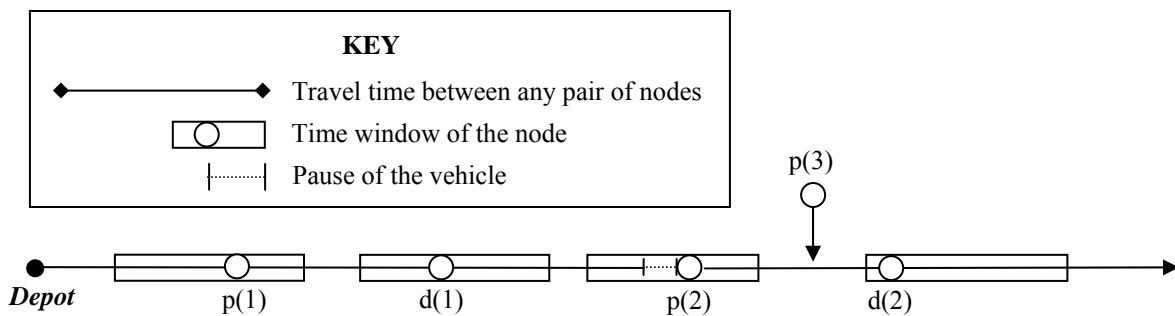 KEY
Travel time between any pair of nodes
Time window of the node
Pause of the vehicle
p(3)
Depot
p(1)
d(1)
p(2)
d(2)